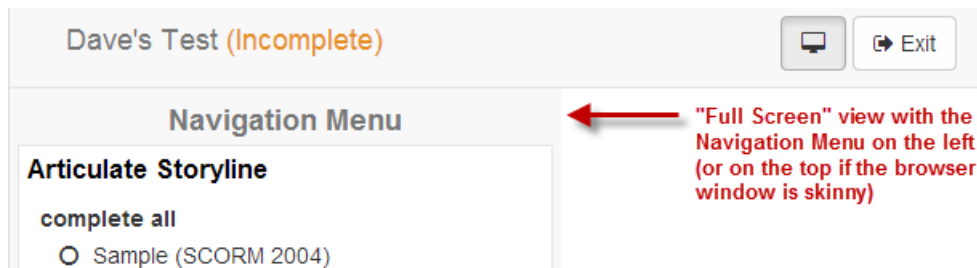 Dave's Test (Incomplete)
Exit
Navigation Menu
"Full Screen" view with the
Navigation Menu on the left
(or on the top if the browser
window is skinny)
Articulate Storyline
complete all
Sample (SCORM 2004)